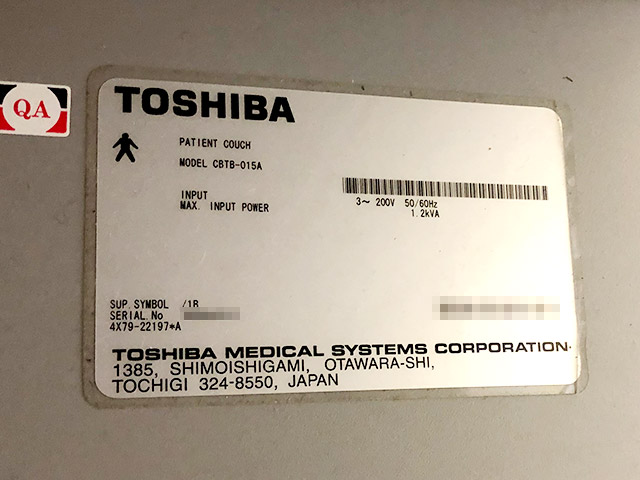 QA
TOSHIBA
PATIENT COUCH
MODEL CBTB-015A
INPUT 3~ 200V 50/60Hz
MAX. INPUT POWER 1.2kVA
SUP. SYMBOL /1B
SERIAL.No
4X79-22197*A
TOSHIBA MEDICAL SYSTEMS CORPORATION
1385, SHIMOISHIGAMI, OTAWARA-SHI,
TOCHIGI 324-8550, JAPAN